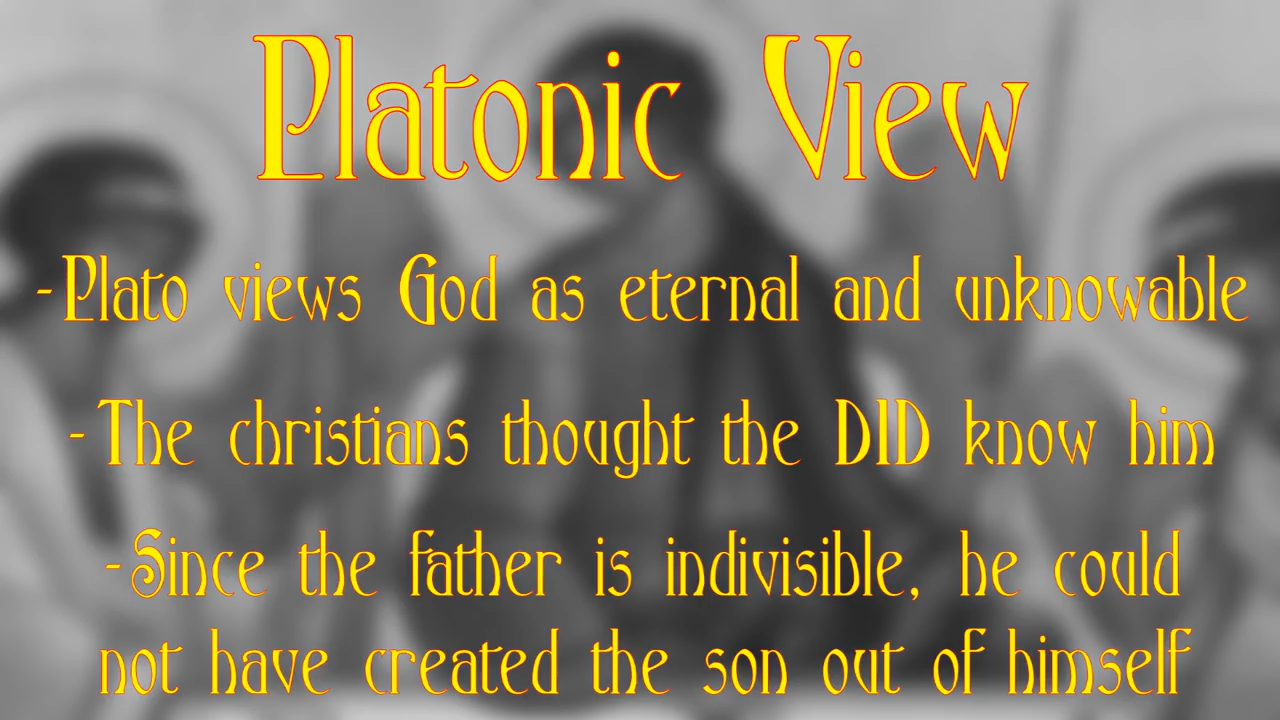 Platonic View
-Plato views God as eternal and unknowable
-The christians thought the DID know him
-Since the father is indivisible, he could
not have created the son out of himself